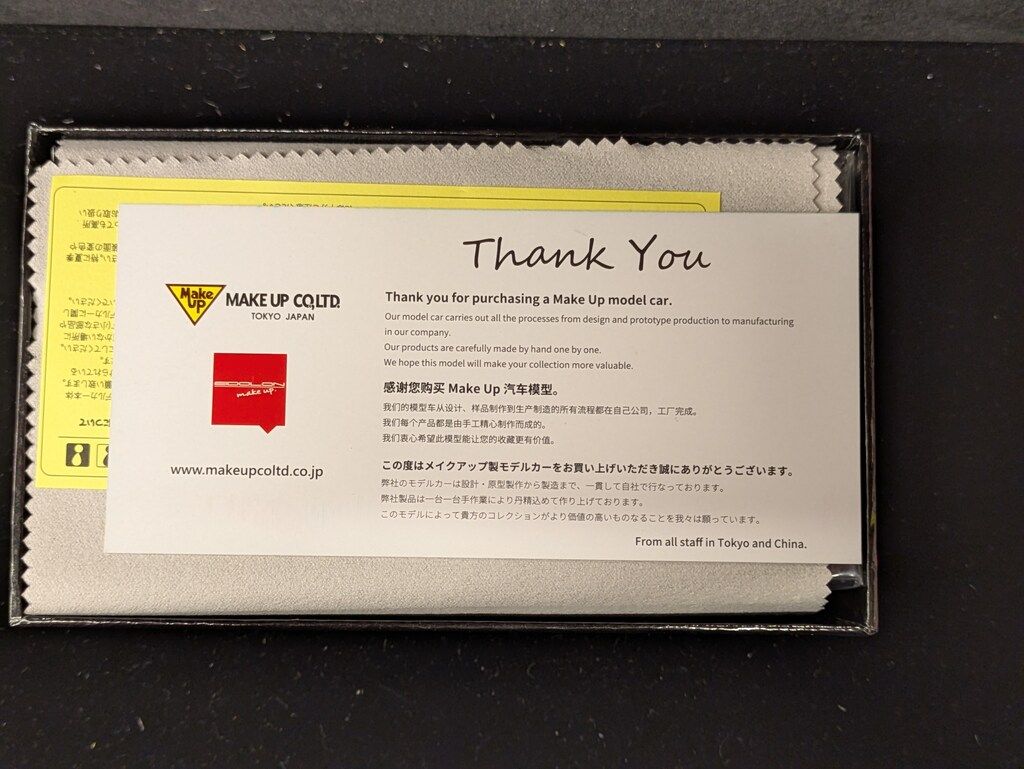 Thank You
Make Up
MAKE UP CO.,LTD.
TOKYO JAPAN
EIDOLON
make up.
www.makeupcoltd.co.jp
Thank you for purchasing a Make Up model car.
Our model car carries out all the processes from design and prototype production to manufacturing
in our company.
Our products are carefully made by hand one by one.
We hope this model will make your collection more valuable.
感谢您购买 Make Up 汽车模型。
我们的模型车从设计、样品制作到生产制造的所有流程都在自己公司，工厂完成。
我们每个产品都是由手工精心制作而成的。
我们衷心希望此模型能让您的收藏更有价值。
この度はメイクアップ製モデルカーをお買い上げいただき誠にありがとうございます。
弊社のモデルカーは設計・原型製作から製造まで、一貫して自社で行なっております。
弊社製品は一台一台手作業により丹精込めて作り上げております。
このモデルによって貴方のコレクションがより価値の高いものなることを我々は願っています。
From all staff in Tokyo and China.